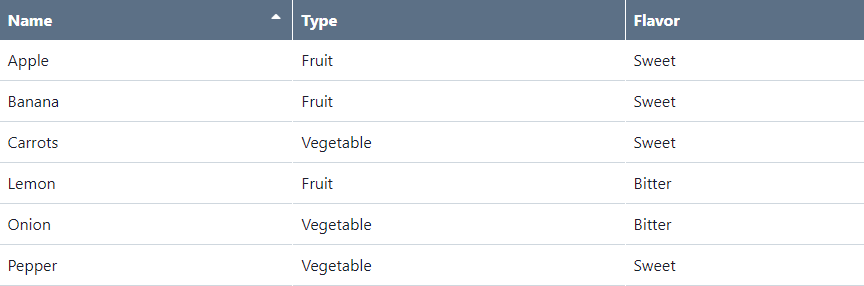 Name Type Flavor
Apple Fruit Sweet
Banana Fruit Sweet
Carrots Vegetable Sweet
Lemon Fruit Bitter
Onion Vegetable Bitter
Pepper Vegetable Sweet